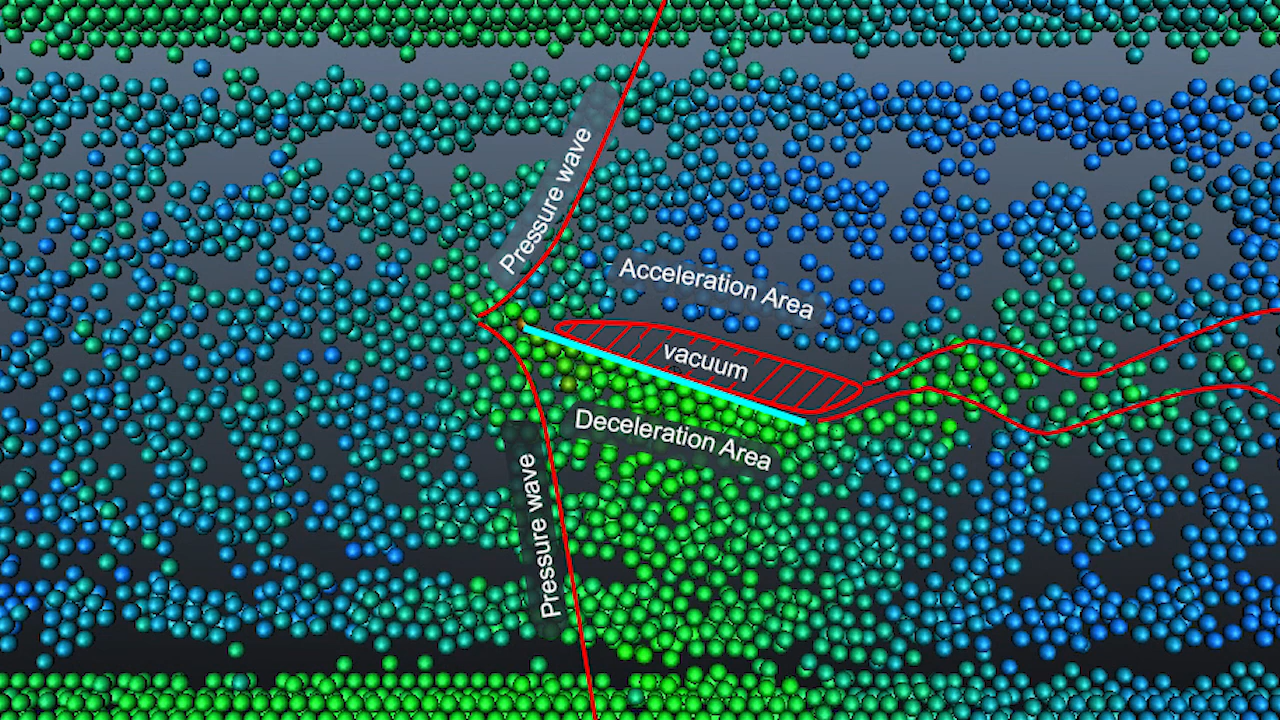 Pressure wave
Acceleration Area
vacuum
Deceleration Area
Pressure wave